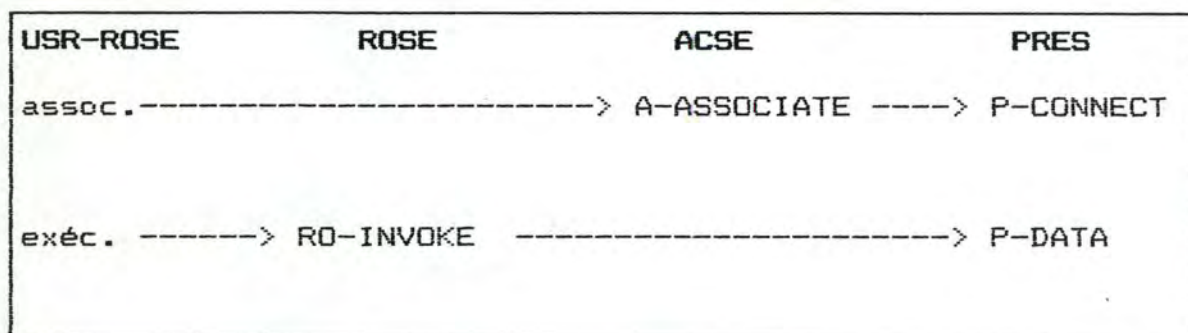 USR-ROSE ROSE ACSE PRES
assoc.-----------------------> A-ASSOCIATE ----> P-CONNECT
exéc. ------> RO-INVOKE ----------------------> P-DATA